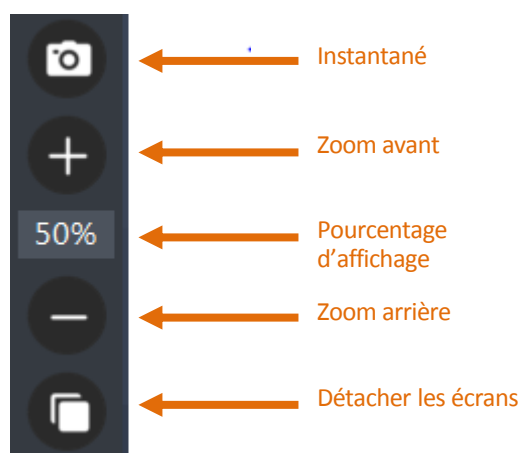 Instantané
Zoom avant
50%
Pourcentage
d’affichage
Zoom arrière
Détacher les écrans